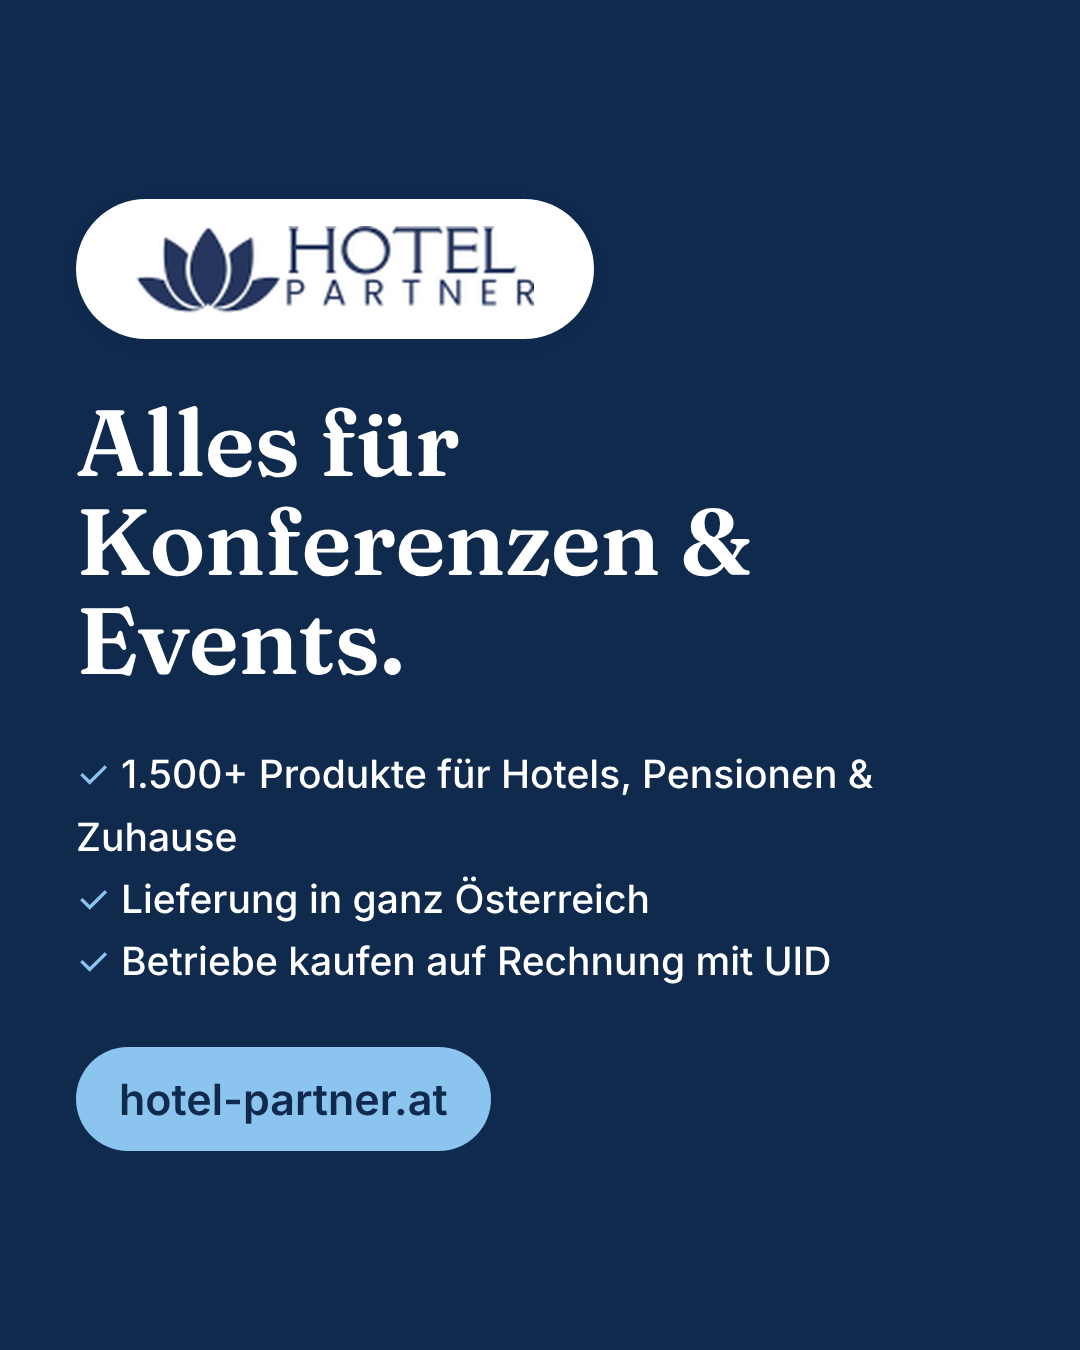 HOTEL
PARTNER
Alles für
Konferenzen &
Events.
✓ 1.500+ Produkte für Hotels, Pensionen &
Zuhause
✓ Lieferung in ganz Österreich
✓ Betriebe kaufen auf Rechnung mit UID
hotel-partner.at